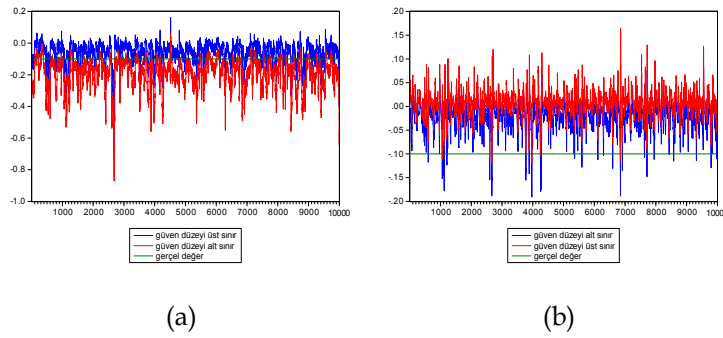 0.2
0.0
-0.2
-0.4
-0.6
-0.8
-1.0
1000 2000 3000 4000 5000 6000 7000 8000 9000 10000
güven düzeyi üst sınır
güven düzeyi alt sınır
gerçel değer
(a)
.20
.15
.10
.05
.00
-.05
-.10
-.15
-.20
1000 2000 3000 4000 5000 6000 7000 8000 9000 10000
güven düzeyi alt sınır
güven düzeyi üst sınır
gerçel değer
(b)